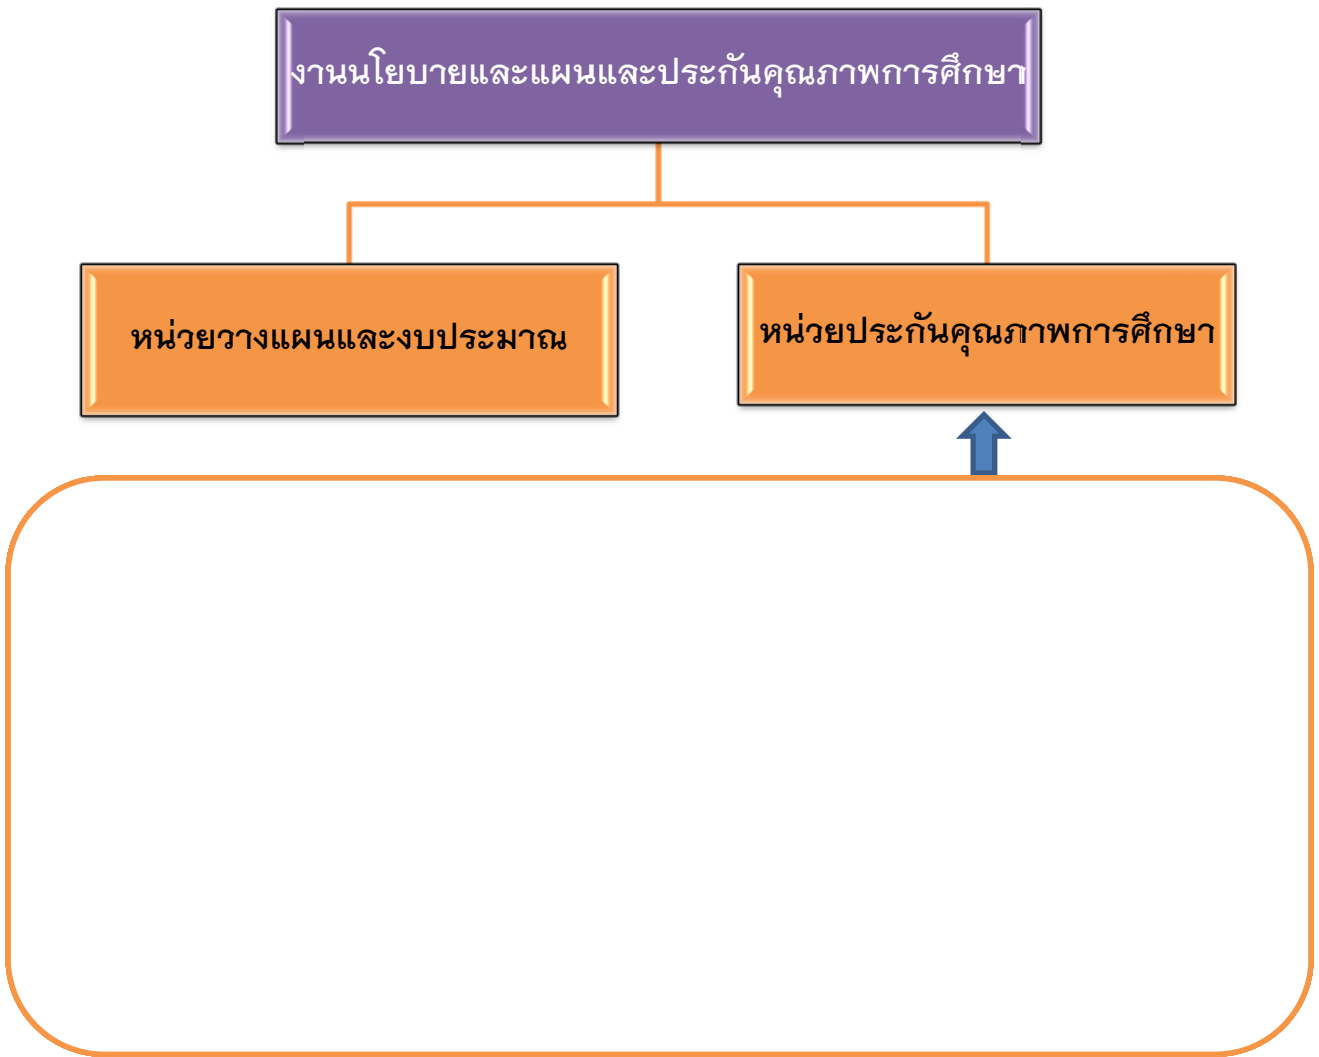 งานนโยบายและแผนและประกันคุณภาพการศึกษา
หน่วยวางแผนและงบประมาณ
หน่วยประกันคุณภาพการศึกษา